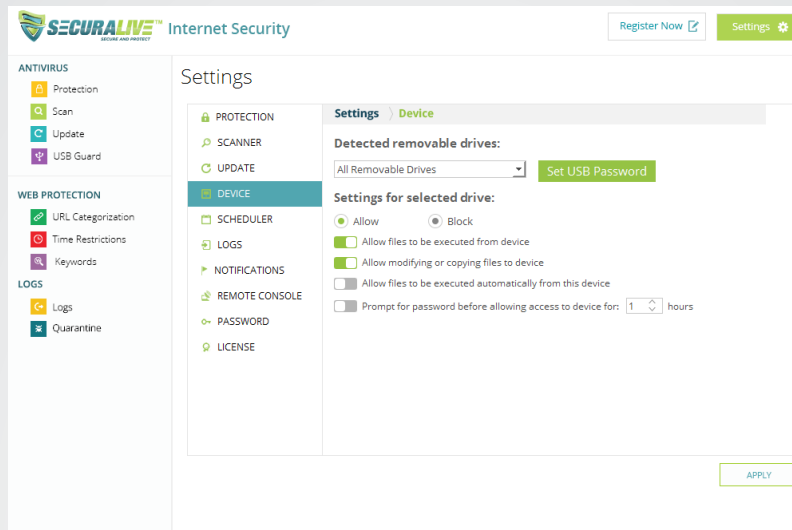 SECURALIVE™ Internet Security
SECURE AND PROTECT
Register Now
Settings
ANTIVIRUS
Protection
Scan
Update
USB Guard
WEB PROTECTION
URL Categorization
Time Restrictions
Keywords
LOGS
Logs
Quarantine
Settings
PROTECTION
SCANNER
UPDATE
DEVICE
SCHEDULER
LOGS
NOTIFICATIONS
REMOTE CONSOLE
PASSWORD
LICENSE
Settings Device
Detected removable drives:
All Removable Drives
Set USB Password
Settings for selected drive:
Allow Block
Allow files to be executed from device
Allow modifying or copying files to device
Allow files to be executed automatically from this device
Prompt for password before allowing access to device for: 1 hours
APPLY